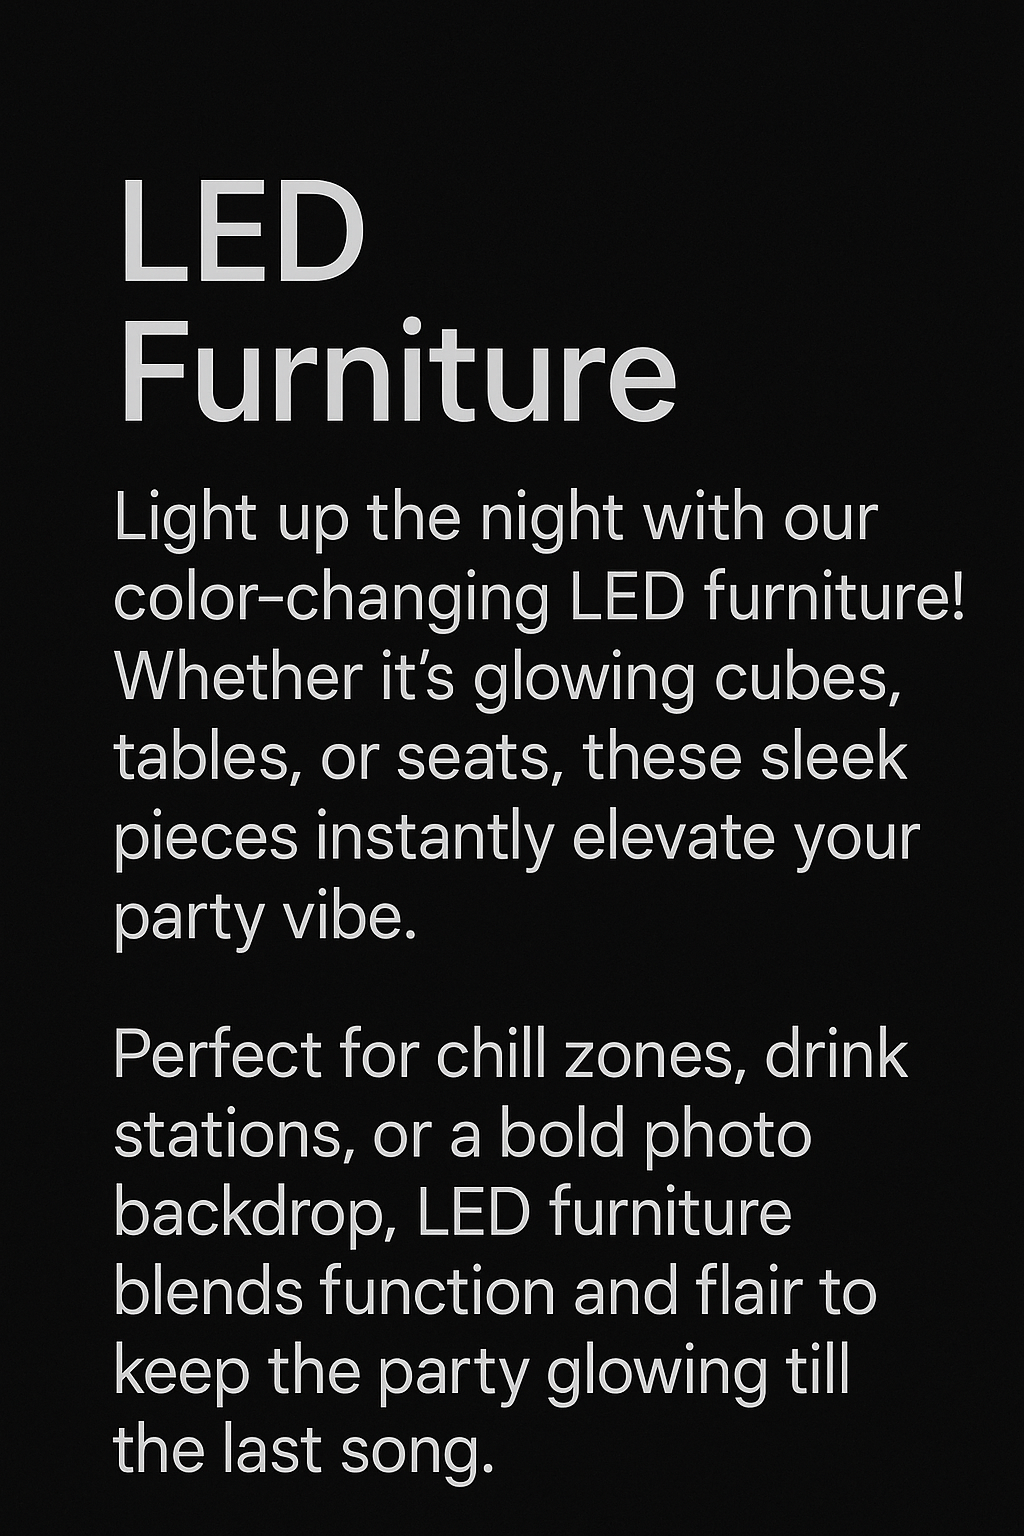 LED
Furniture
Light up the night with our
color–changing LED furniture!
Whether it’s glowing cubes,
tables, or seats, these sleek
pieces instantly elevate your
party vibe.
Perfect for chill zones, drink
stations, or a bold photo
backdrop, LED furniture
blends function and flair to
keep the party glowing till
the last song.